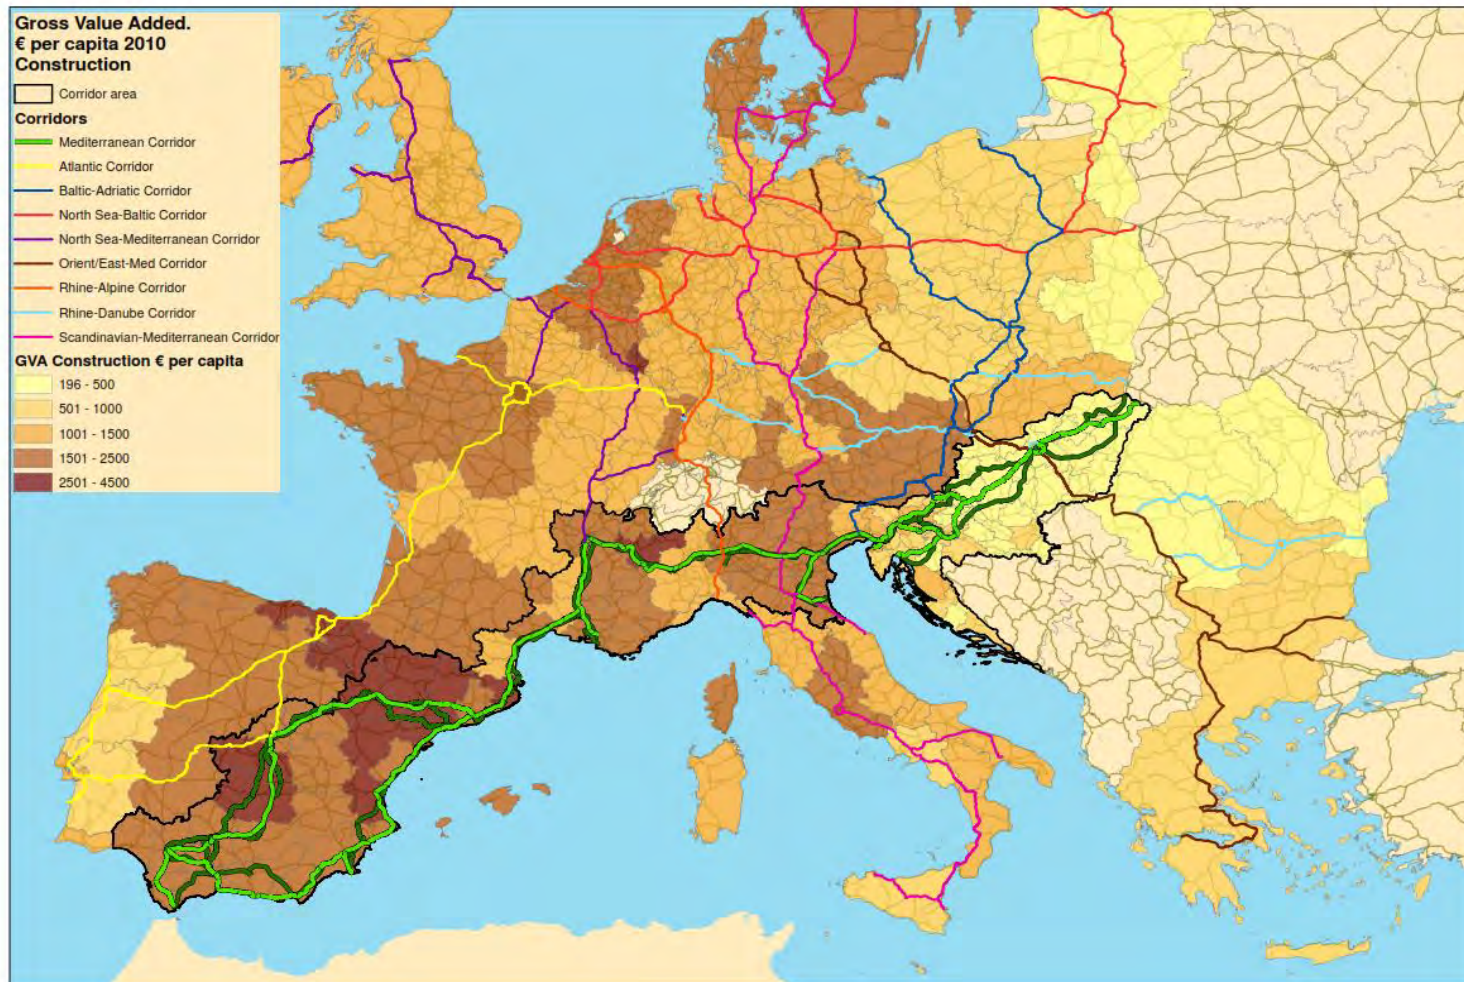 Gross Value Added.
€ per capita 2010
Construction
Corridor area
Corridors
Mediterranean Corridor
Atlantic Corridor
Baltic-Adriatic Corridor
North Sea-Baltic Corridor
North Sea-Mediterranean Corridor
Orient/East-Med Corridor
Rhine-Alpine Corridor
Rhine-Danube Corridor
Scandinavian-Mediterranean Corridor
GVA Construction € per capita
196 - 500
501 - 1000
1001 - 1500
1501 - 2500
2501 - 4500